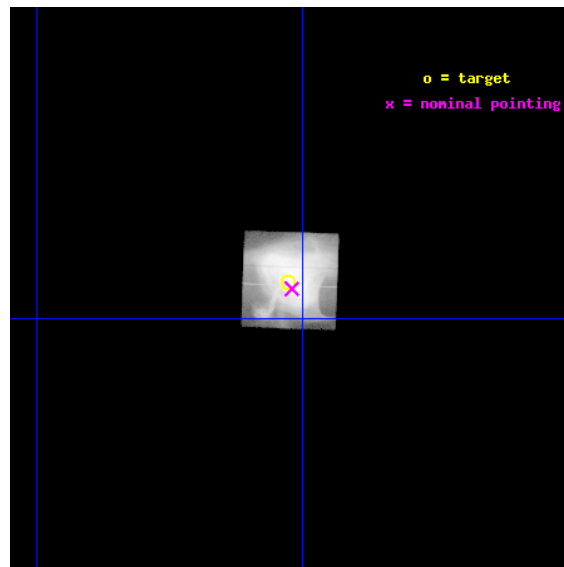 o = target
x = nominal pointing